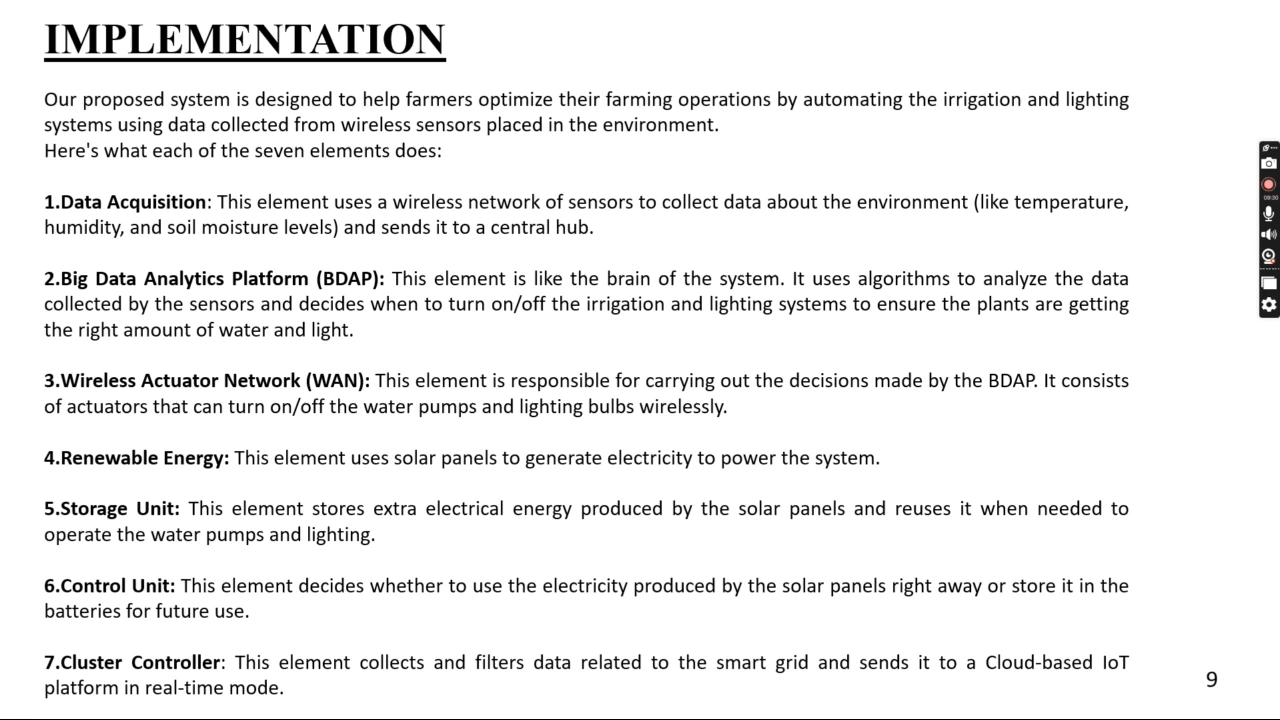 IMPLEMENTATION
Our proposed system is designed to help farmers optimize their farming operations by automating the irrigation and lighting
systems using data collected from wireless sensors placed in the environment.
Here's what each of the seven elements does:
1.Data Acquisition: This element uses a wireless network of sensors to collect data about the environment (like temperature,
humidity, and soil moisture levels) and sends it to a central hub.
2.Big Data Analytics Platform (BDAP): This element is like the brain of the system. It uses algorithms to analyze the data
collected by the sensors and decides when to turn on/off the irrigation and lighting systems to ensure the plants are getting
the right amount of water and light.
3.Wireless Actuator Network (WAN): This element is responsible for carrying out the decisions made by the BDAP. It consists
of actuators that can turn on/off the water pumps and lighting bulbs wirelessly.
4.Renewable Energy: This element uses solar panels to generate electricity to power the system.
5.Storage Unit: This element stores extra electrical energy produced by the solar panels and reuses it when needed to
operate the water pumps and lighting.
6.Control Unit: This element decides whether to use the electricity produced by the solar panels right away or store it in the
batteries for future use.
7.Cluster Controller: This element collects and filters data related to the smart grid and sends it to a Cloud-based IoT
platform in real-time mode.
9